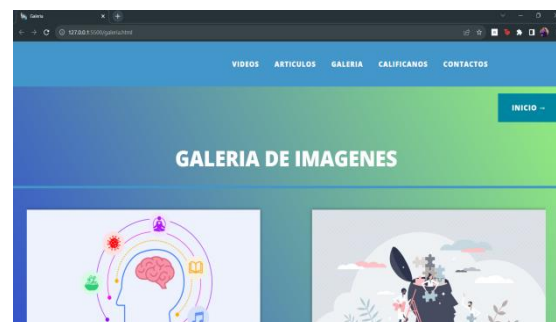 Galeria
127.0.0.1:5500/galeria.html
VIDEOS ARTICULOS GALERIA CALIFICANOS CONTACTOS
INICIO →
GALERIA DE IMAGENES